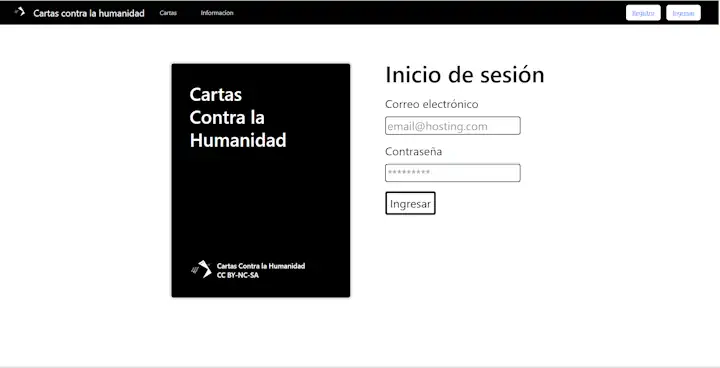 Cartas contra la humanidad
Cartas
Informacion
Registro
Ingresar
Cartas
Contra la
Humanidad
Cartas Contra la Humanidad
CC BY-NC-SA
Inicio de sesión
Correo electrónico
email@hosting.com
Contraseña
*********
Ingresar